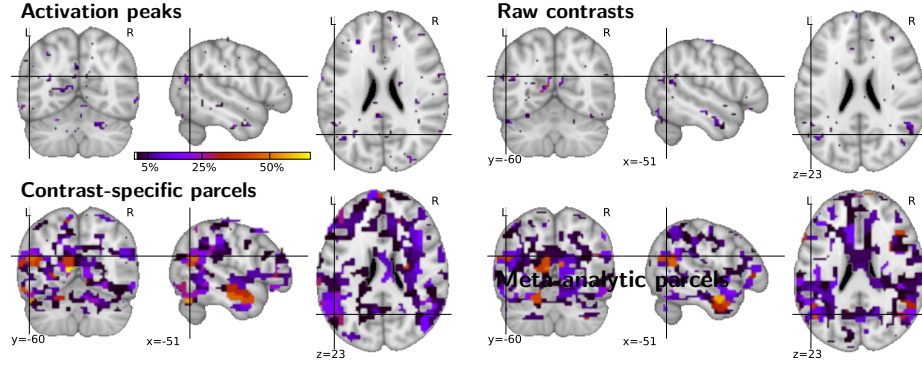 Activation peaks
Raw contrasts
L R L
L R L R
y=-60 x=-51
z=23
5% 25% 50%
Contrast-specific parcels
L R L
L R L R
Meta-analytic parcels
y=-60 x=-51
z=23
y=-60 x=-51
z=23